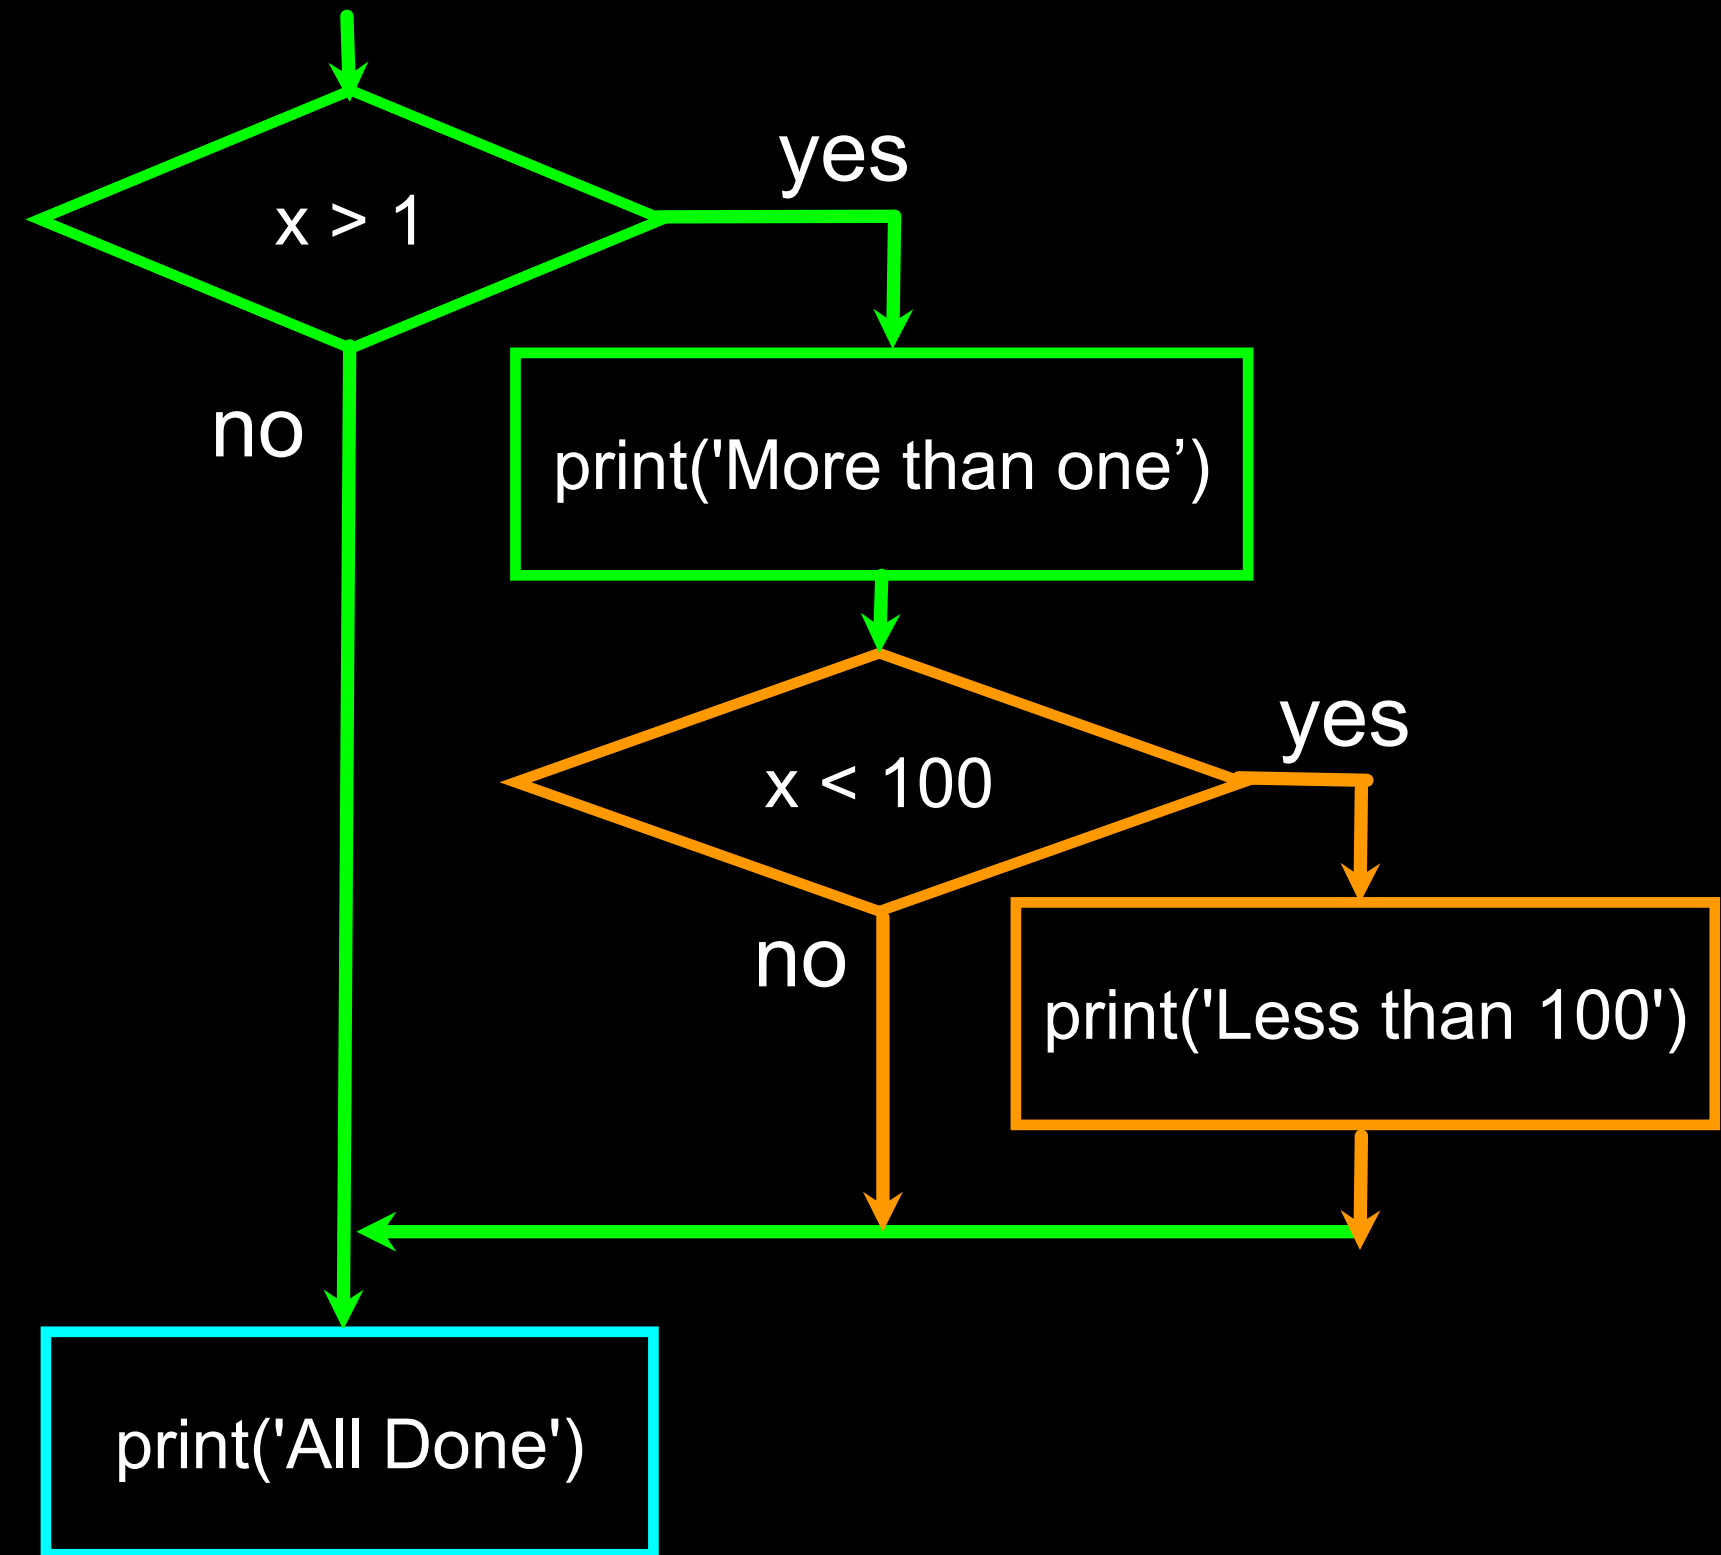 yes
x > 1
no
print('More than one’)
yes
x < 100
no
print('Less than 100')
print('All Done')